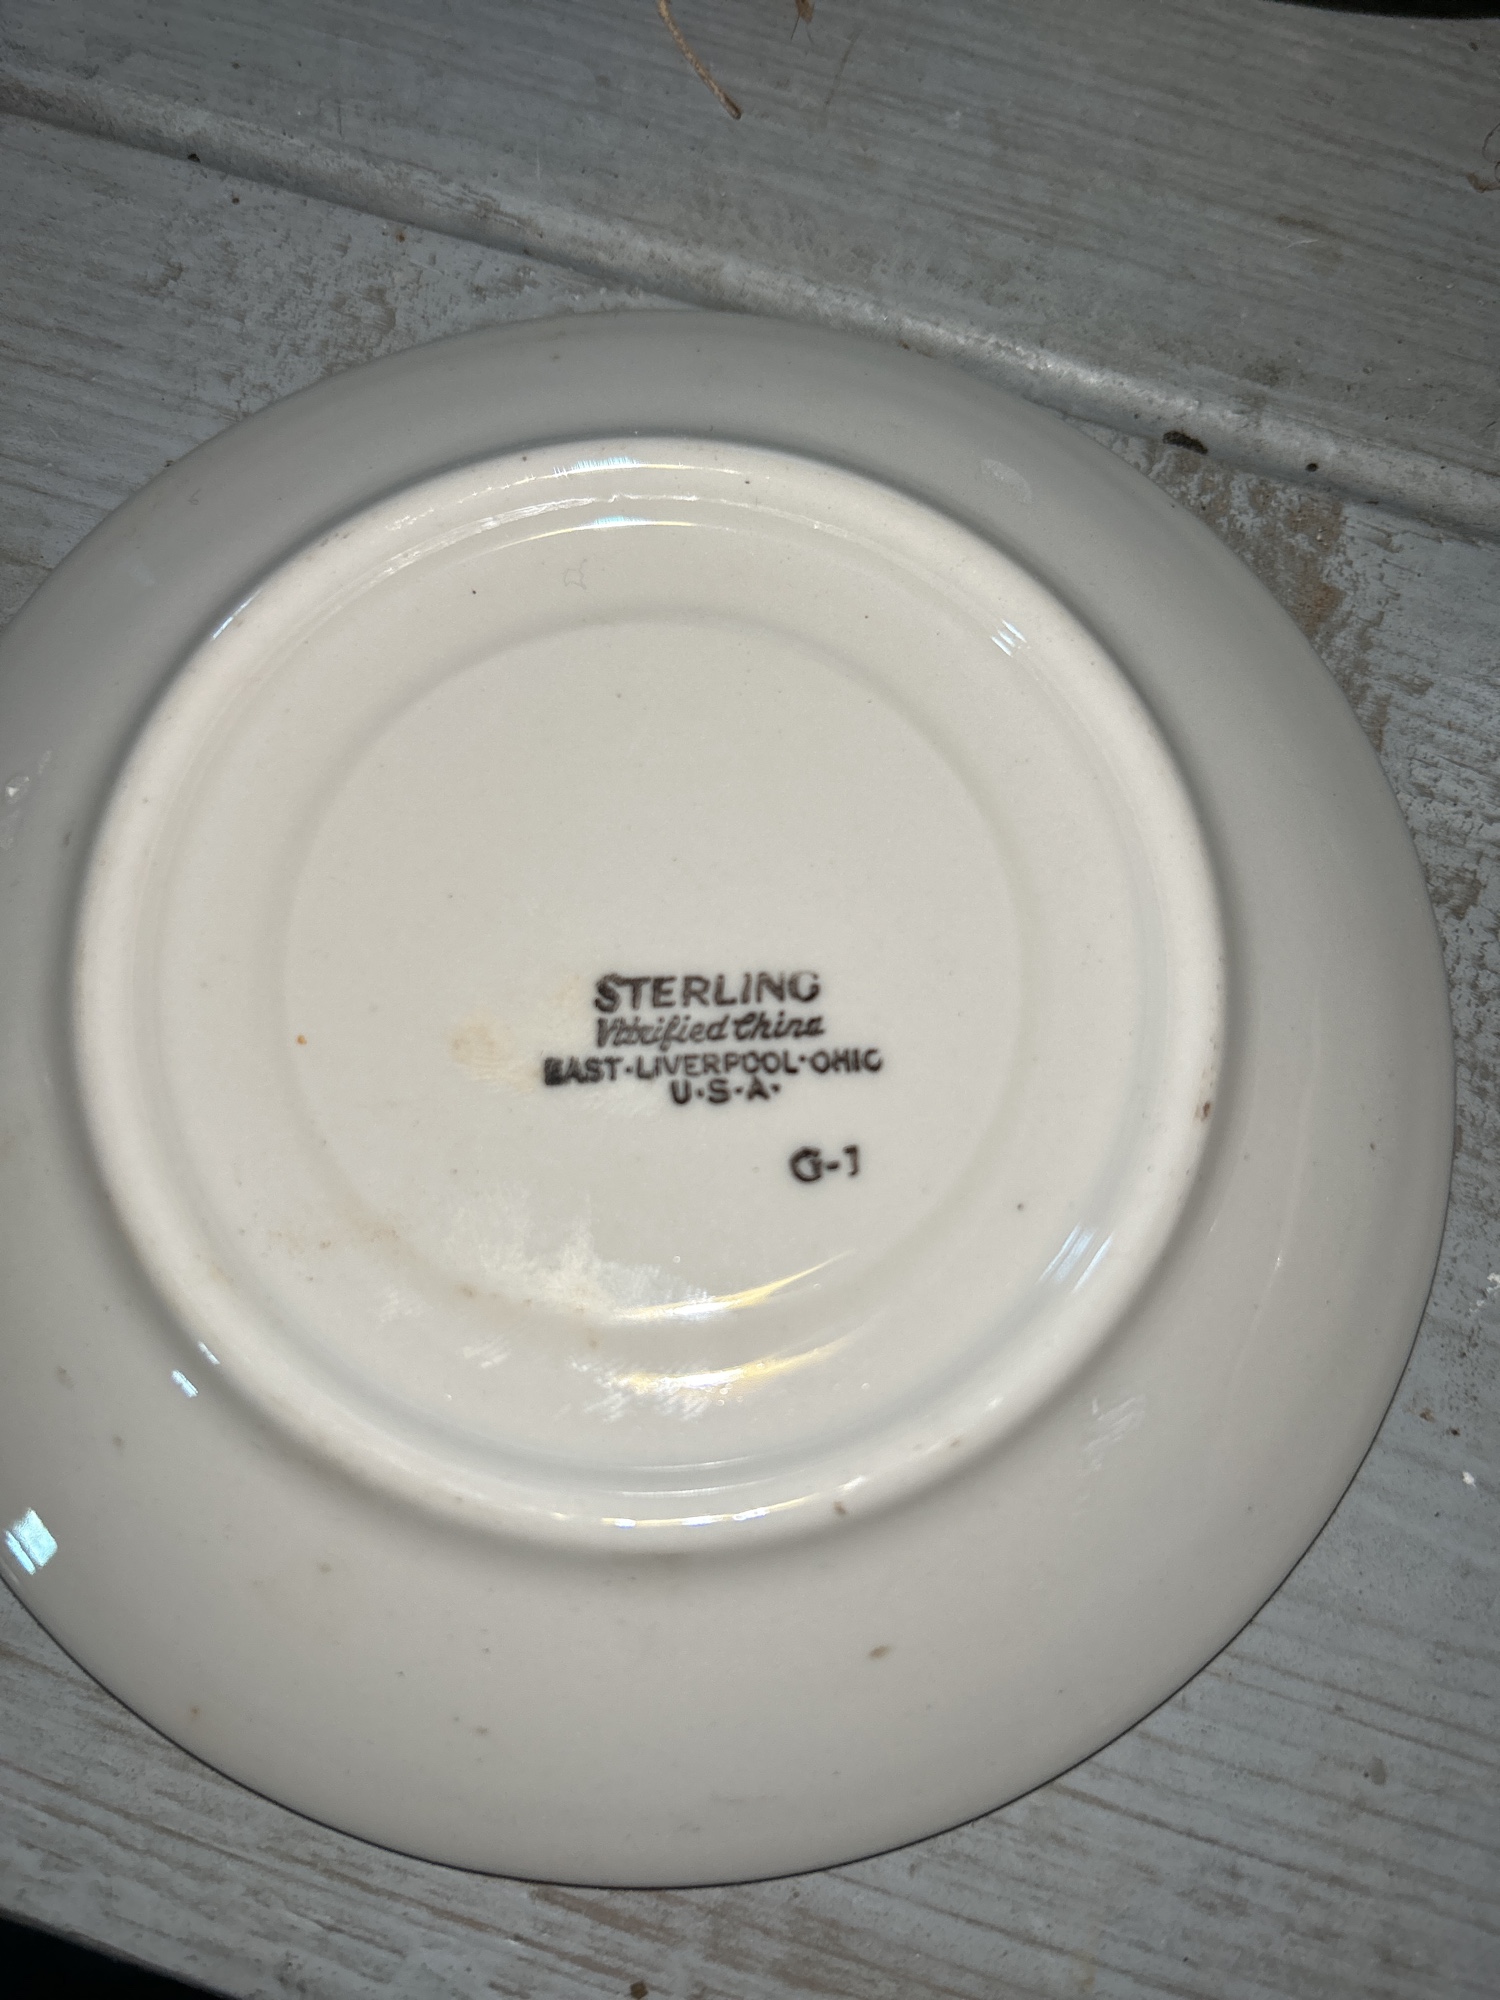 STERLING
Vitrified China
EAST·LIVERPOOL·OHIO
U·S·A·
G-1